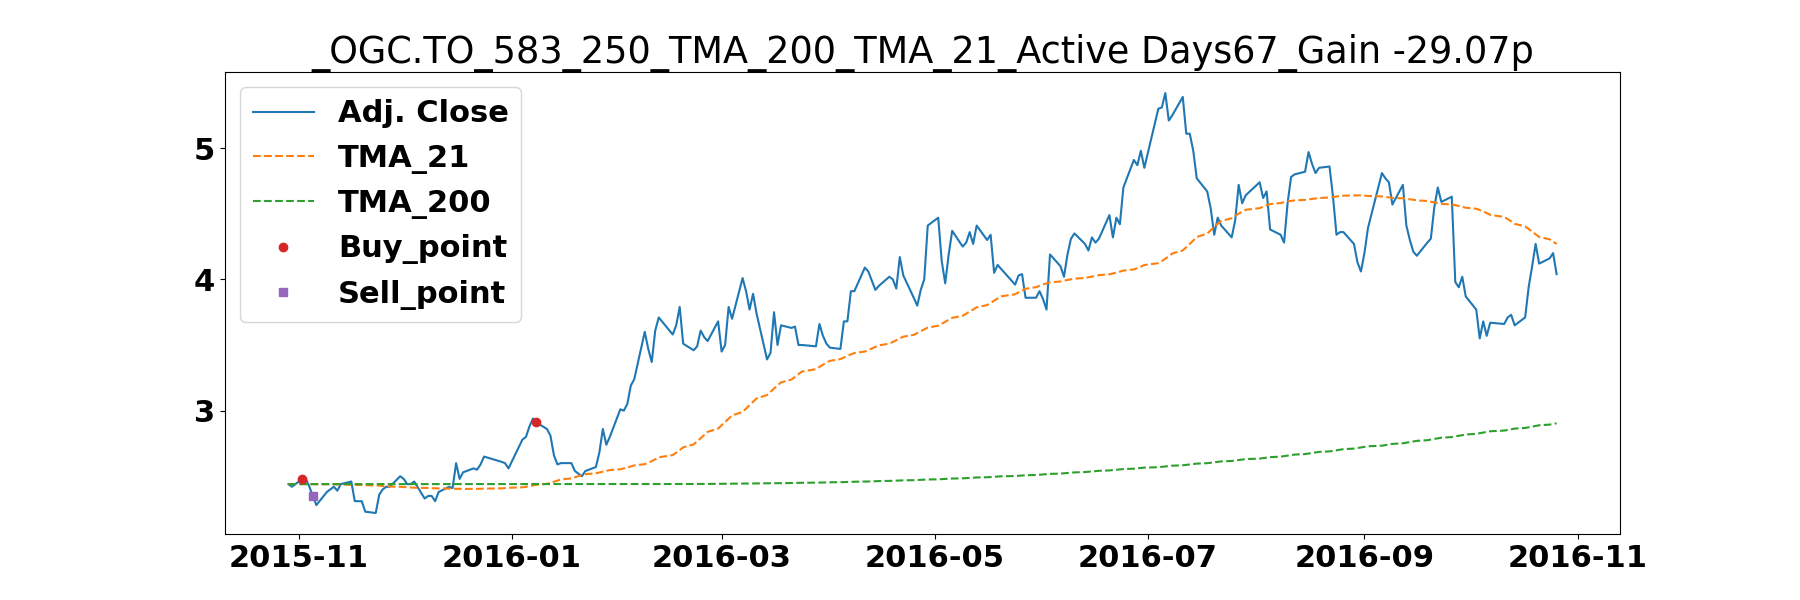 _OGC.TO_583_250_TMA_200_TMA_21_Active Days67_Gain -29.07p
Adj. Close
TMA_21
TMA_200
Buy_point
Sell_point
5
4
3
2015-11 2016-01 2016-03 2016-05 2016-07 2016-09 2016-11